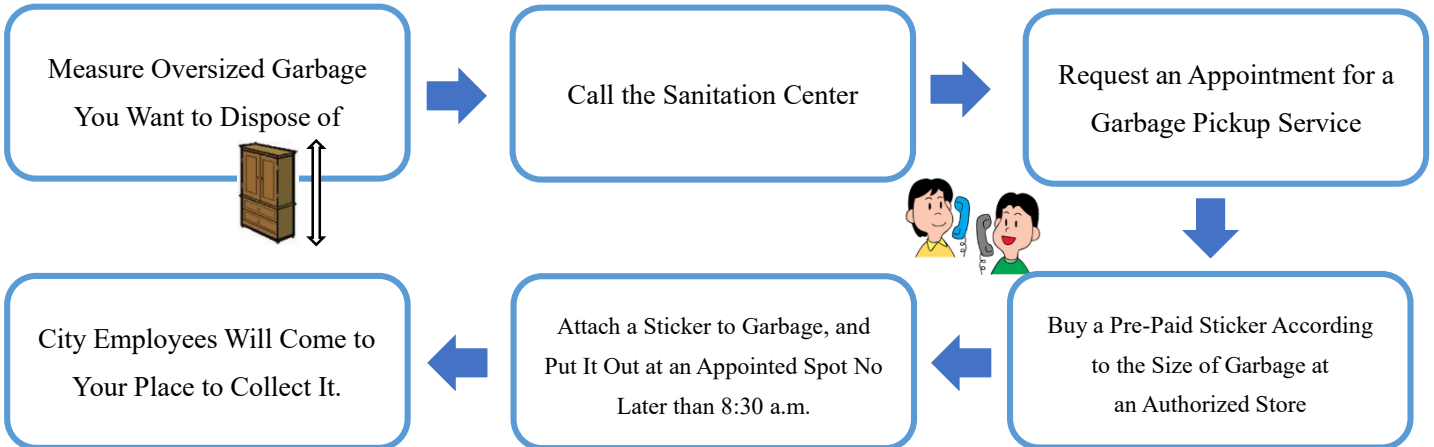 Measure Oversized Garbage
You Want to Dispose of
Call the Sanitation Center
Request an Appointment for a
Garbage Pickup Service
Buy a Pre-Paid Sticker According
to the Size of Garbage at
an Authorized Store
Attach a Sticker to Garbage, and
Put It Out at an Appointed Spot No
Later than 8:30 a.m.
City Employees Will Come to
Your Place to Collect It.